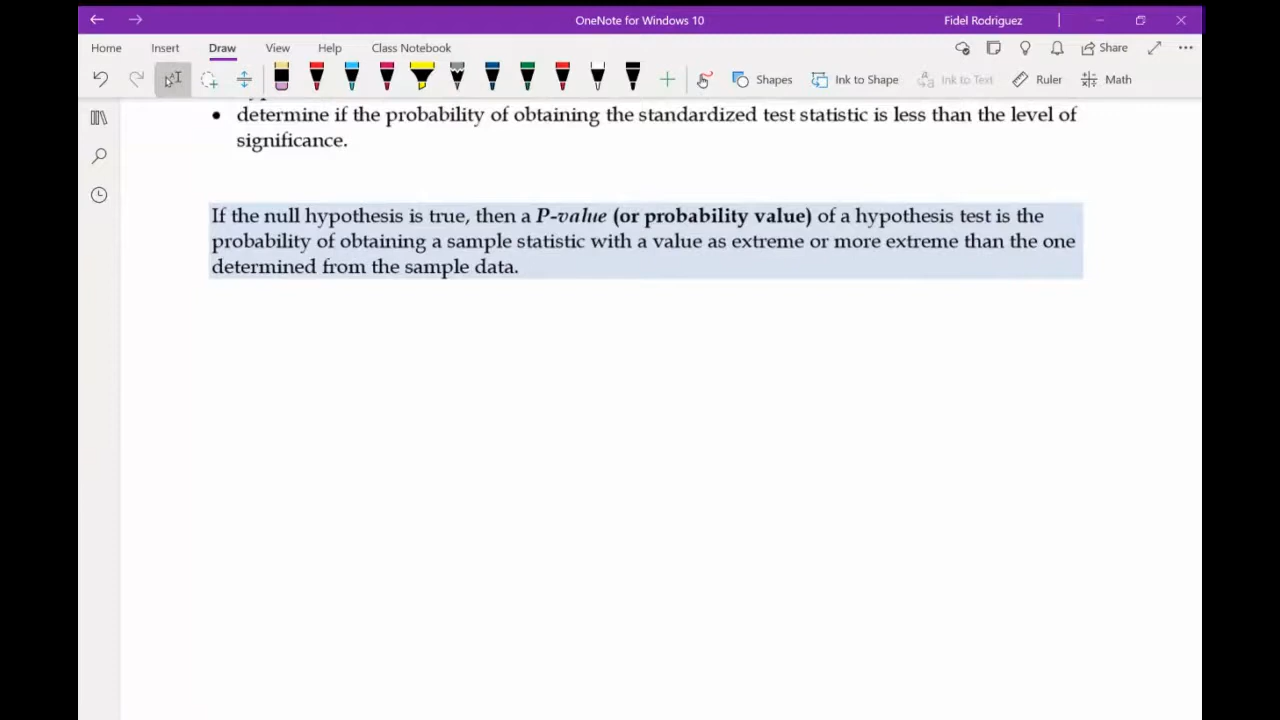 OneNote for Windows 10
Fidel Rodriguez
Home Insert Draw View Help Class Notebook
Share
Shapes Ink to Shape Ink to Text Ruler Math
• determine if the probability of obtaining the standardized test statistic is less than the level of
significance.
If the null hypothesis is true, then a P-value (or probability value) of a hypothesis test is the
probability of obtaining a sample statistic with a value as extreme or more extreme than the one
determined from the sample data.